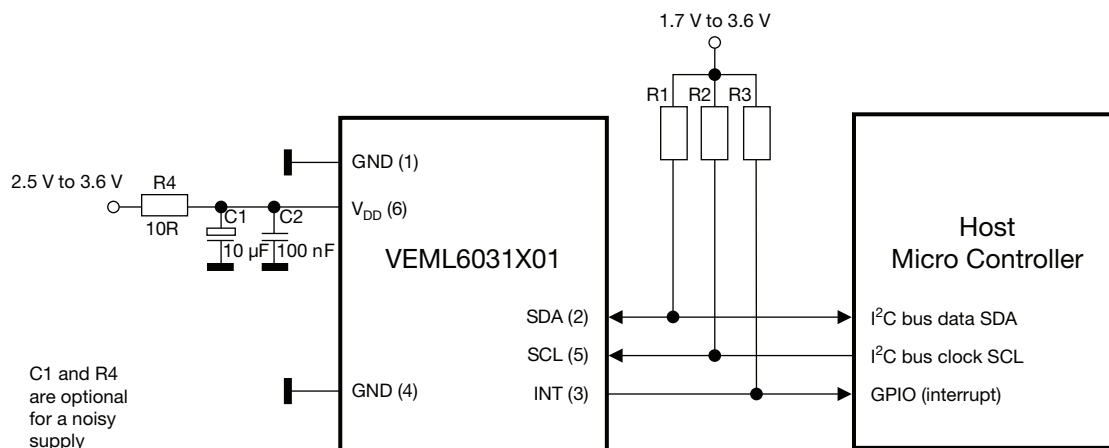 1.7 V to 3.6 V
R1
R2
R3
2.5 V to 3.6 V
R4
10R
C1
10 µF
C2
100 nF
GND (1)
V_DD (6)
VEML6031X01
SDA (2)
SCL (5)
GND (4)
INT (3)
Host
Micro Controller
I²C bus data SDA
I²C bus clock SCL
GPIO (interrupt)
C1 and R4
are optional
for a noisy
supply